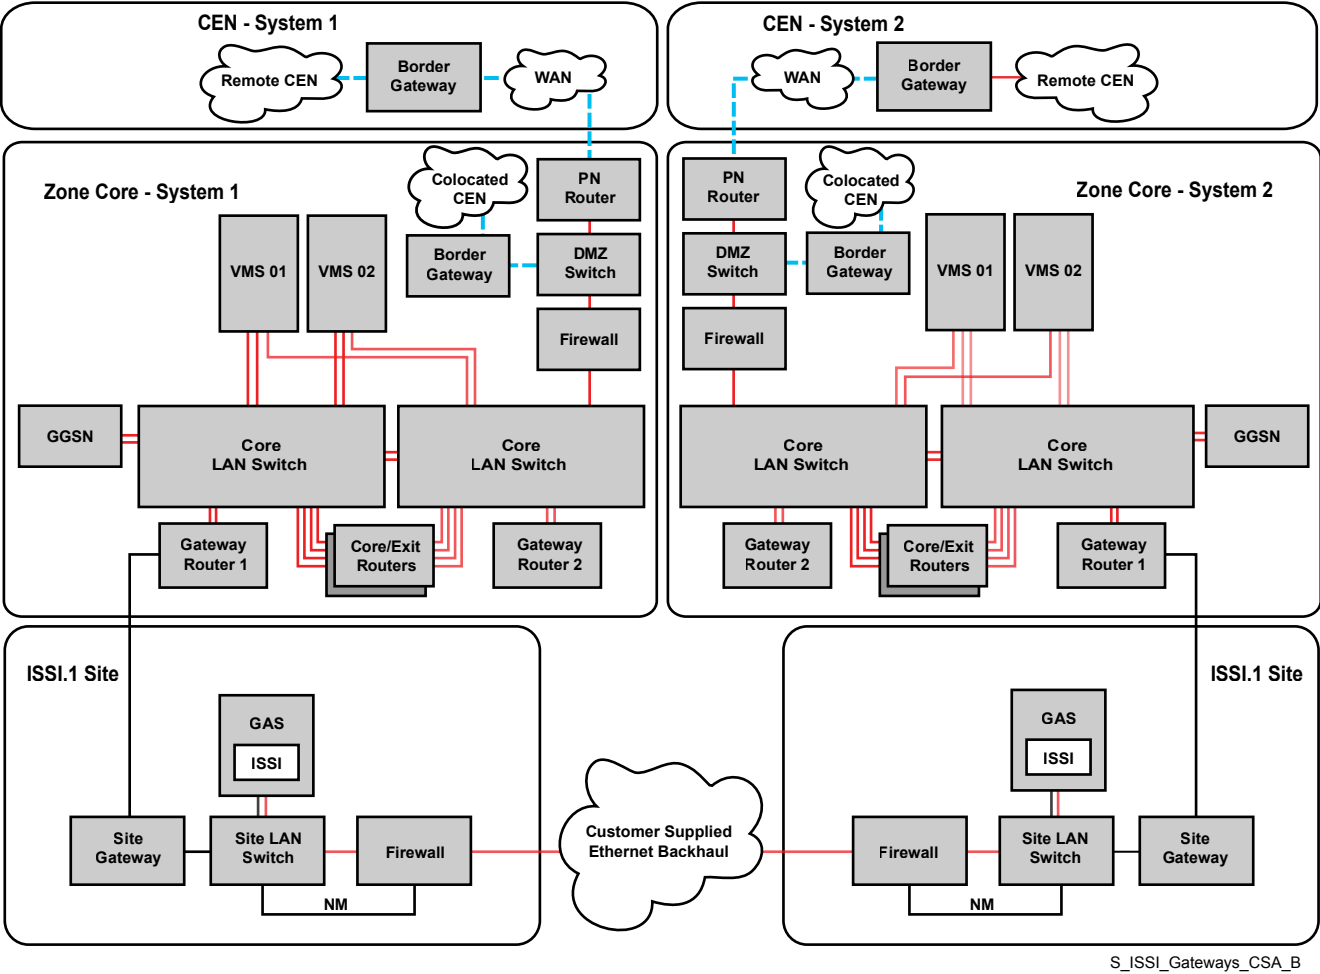 CEN - System 1
CEN - System 2
Remote CEN
Border
Gateway
WAN
WAN
Border
Gateway
Remote CEN
Zone Core - System 1
Colocated
CEN
PN
Router
PN
Router
Colocated
CEN
Zone Core - System 2
VMS 01
VMS 02
Border
Gateway
DMZ
Switch
DMZ
Switch
Border
Gateway
VMS 01
VMS 02
Firewall
Firewall
GGSN
Core
LAN Switch
Core
LAN Switch
Core
LAN Switch
Core
LAN Switch
GGSN
Gateway
Router 1
Core/Exit
Routers
Gateway
Router 2
Gateway
Router 2
Core/Exit
Routers
Gateway
Router 1
ISSI.1 Site
ISSI.1 Site
GAS
ISSI
GAS
ISSI
Site
Gateway
Site LAN
Switch
Firewall
Customer Supplied
Ethernet Backhaul
Firewall
Site LAN
Switch
Site
Gateway
NM
NM
S_ISSI_Gateways_CSA_B